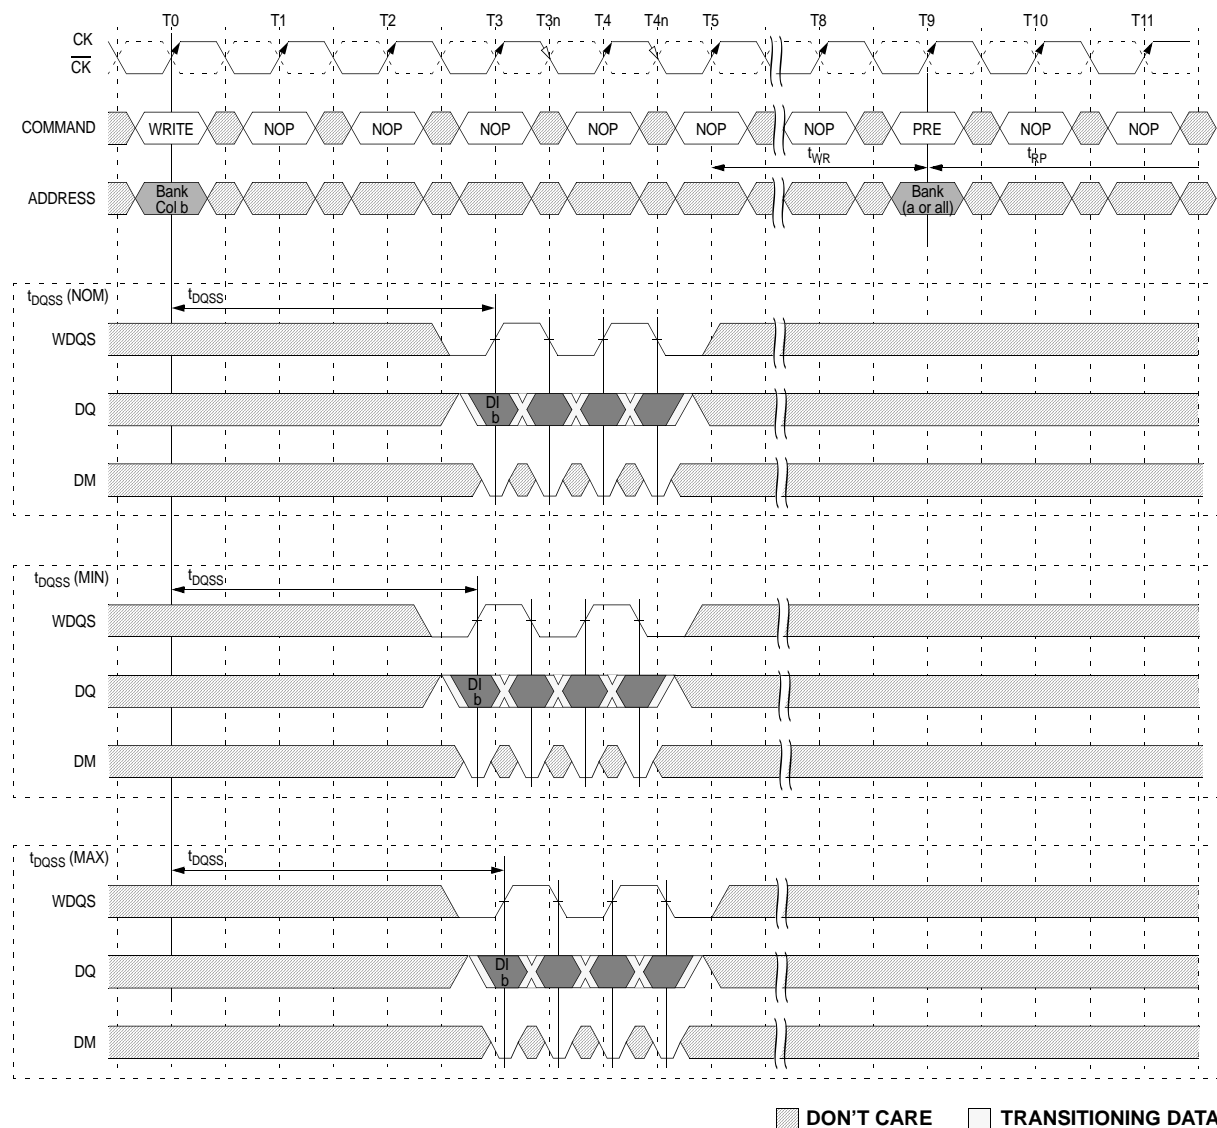 T0 T1 T2 T3 T3n T4 T4n T5 T8 T9 T10 T11
CK
CK
COMMAND WRITE NOP NOP NOP NOP NOP NOP PRE NOP NOP
tWR tRP
ADDRESS Bank Col b Bank (a or all)
tDQSS (NOM) tDQSS
WDQS
DQ DI b
DM
tDQSS (MIN) tDQSS
WDQS
DQ DI b
DM
tDQSS (MAX) tDQSS
WDQS
DQ DI b
DM
DON'T CARE TRANSITIONING DATA